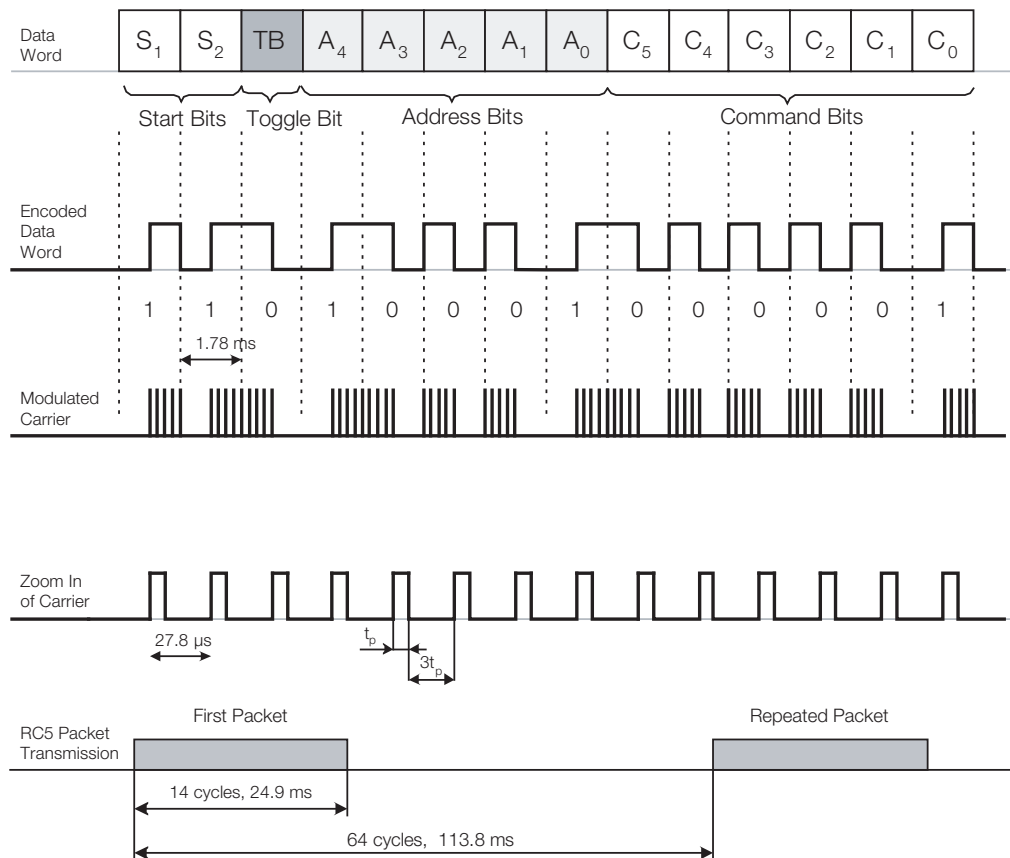 Data Word S1 S2 TB A4 A3 A2 A1 A0 C5 C4 C3 C2 C1 C0
Start Bits Toggle Bit Address Bits Command Bits
Encoded Data Word
1 1 0 1 0 0 0 1 0 0 0 0 0 1
1.78 ms
Modulated Carrier
Zoom In of Carrier
27.8 µs tp 3tp
First Packet Repeated Packet
RC5 Packet Transmission
14 cycles, 24.9 ms
64 cycles, 113.8 ms